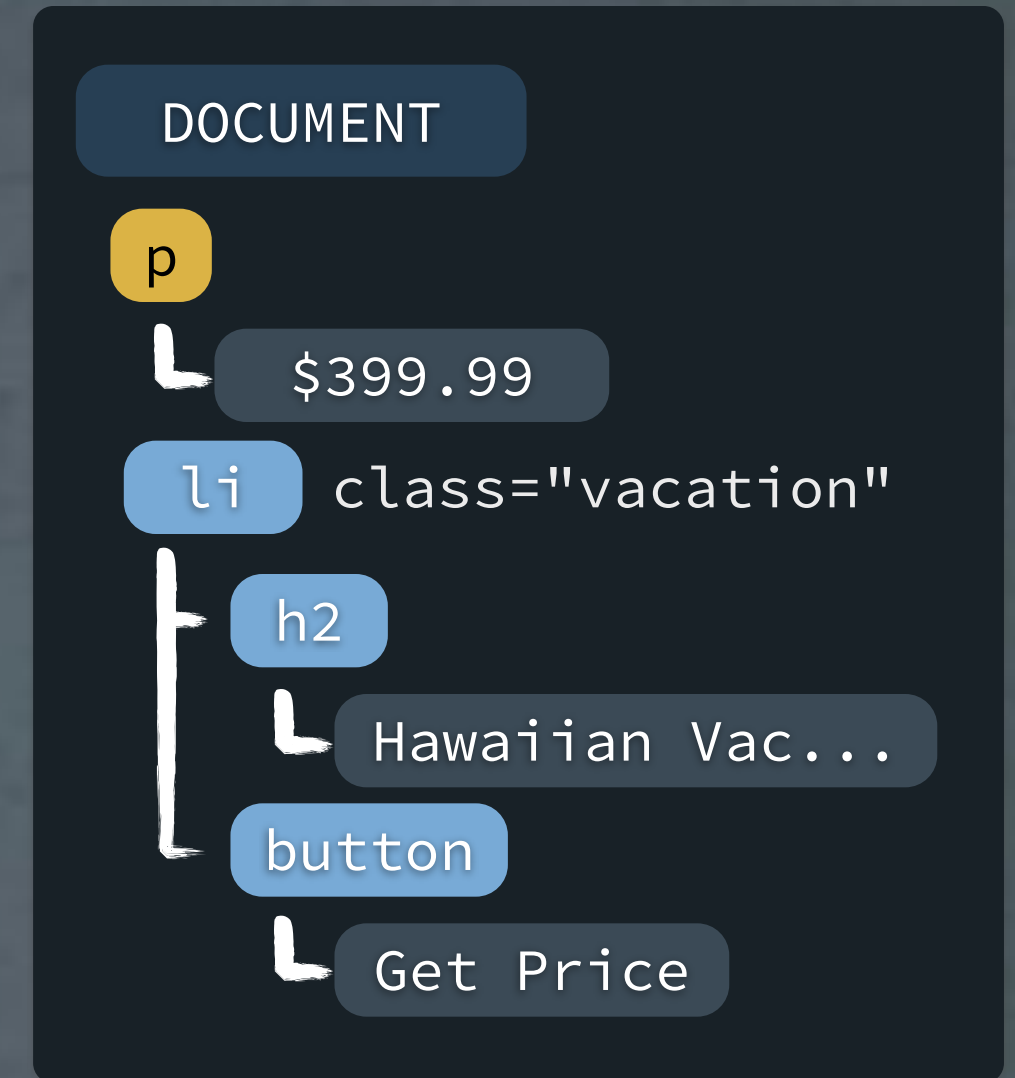 DOCUMENT
p
$399.99
li class="vacation"
h2
Hawaiian Vac...
button
Get Price